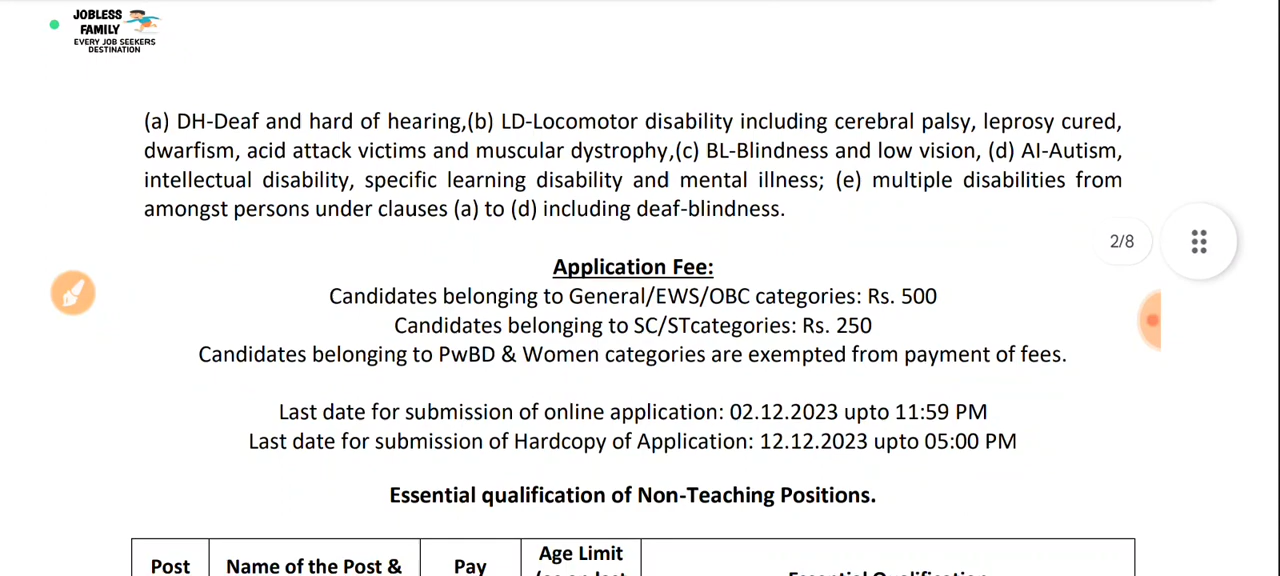 JOBLESS
FAMILY
EVERY JOB SEEKERS
DESTINATION
(a) DH-Deaf and hard of hearing,(b) LD-Locomotor disability including cerebral palsy, leprosy cured,
dwarfism, acid attack victims and muscular dystrophy,(c) BL-Blindness and low vision, (d) AI-Autism,
intellectual disability, specific learning disability and mental illness; (e) multiple disabilities from
amongst persons under clauses (a) to (d) including deaf-blindness.
2/8
Application Fee:
Candidates belonging to General/EWS/OBC categories: Rs. 500
Candidates belonging to SC/STcategories: Rs. 250
Candidates belonging to PwBD & Women categories are exempted from payment of fees.
Last date for submission of online application: 02.12.2023 upto 11:59 PM
Last date for submission of Hardcopy of Application: 12.12.2023 upto 05:00 PM
Essential qualification of Non-Teaching Positions.
Post
Name of the Post &
Pay
Age Limit